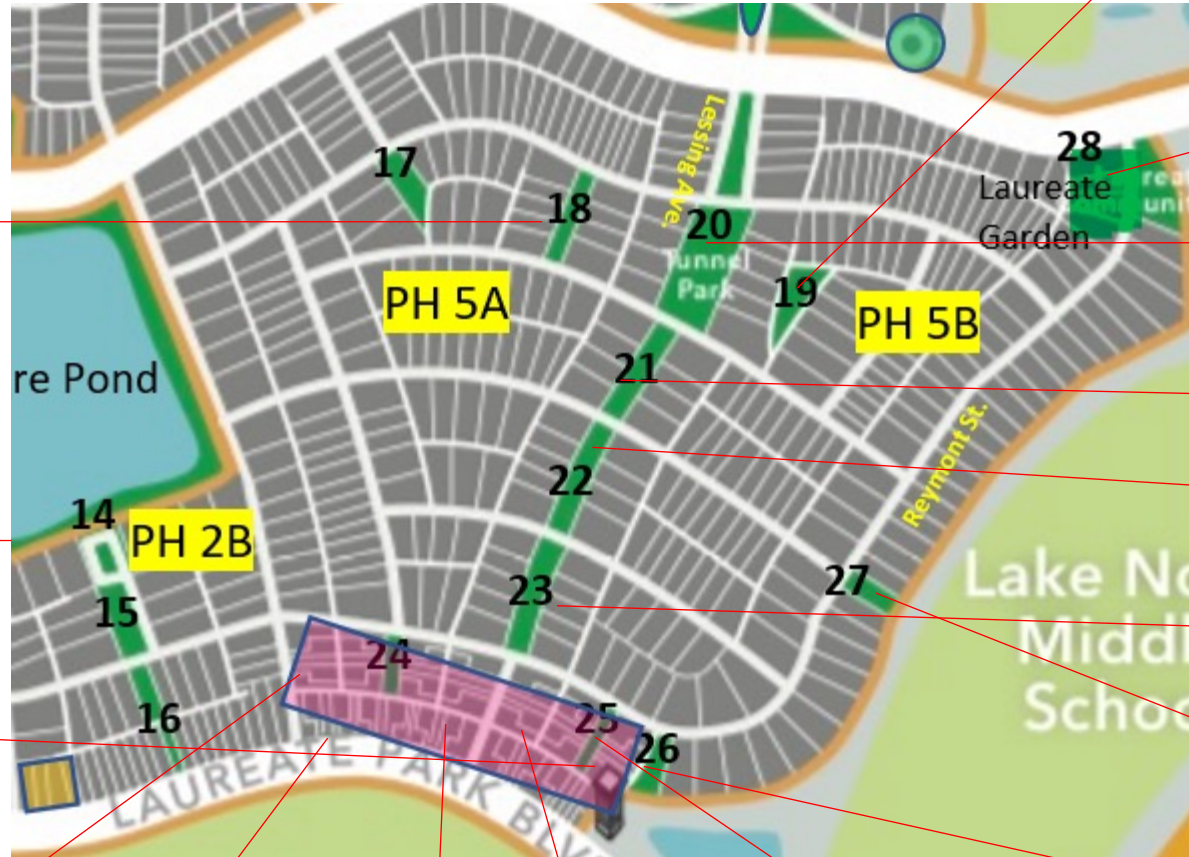 17
Lessing Ave.
28
Laureate
Garden
18
20
Tunnel
Park
19
PH 5A
PH 5B
21
re Pond
22
Reymont St.
14
PH 2B
15
23
27
Lake No
Middl
Schoo
24
16
25
26
LAUREATE PARK BLV